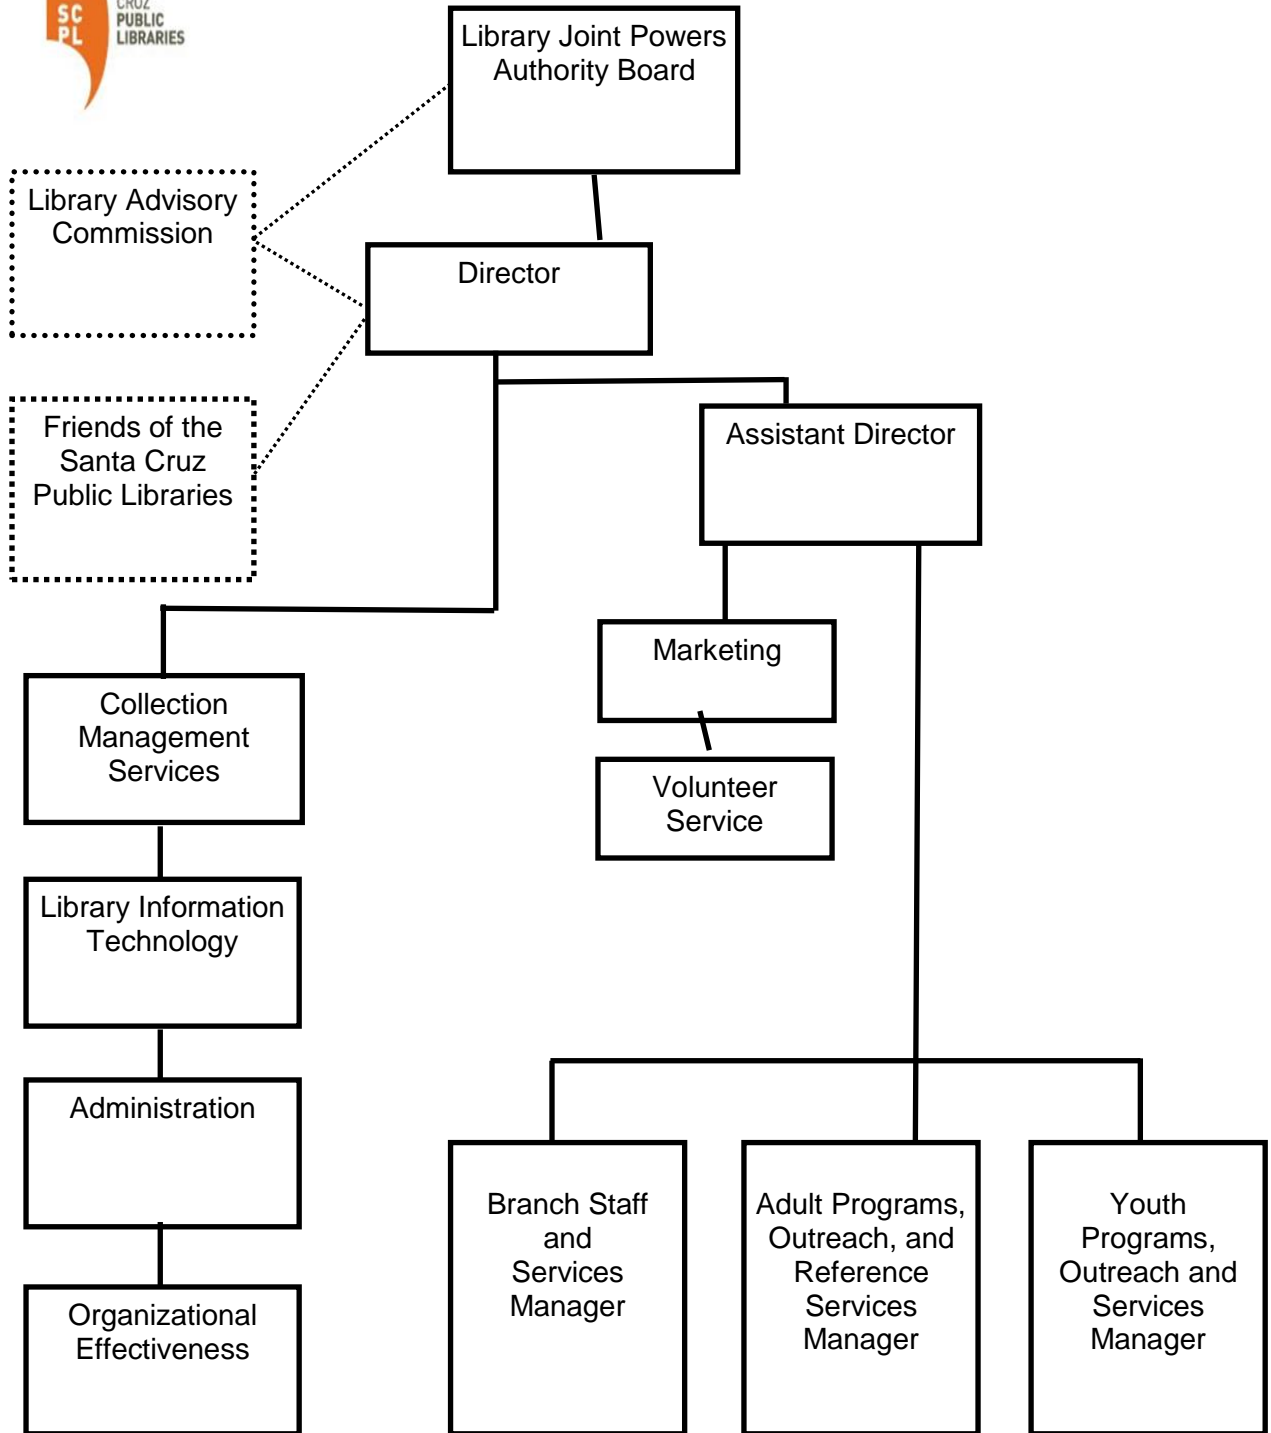 CRUZ
SC
PL
PUBLIC
LIBRARIES
Library Joint Powers
Authority Board
Library Advisory
Commission
Director
Friends of the
Santa Cruz
Public Libraries
Assistant Director
Marketing
Collection
Management
Services
Volunteer
Service
Library Information
Technology
Administration
Organizational
Effectiveness
Branch Staff
and
Services
Manager
Adult Programs,
Outreach, and
Reference
Services
Manager
Youth
Programs,
Outreach and
Services
Manager